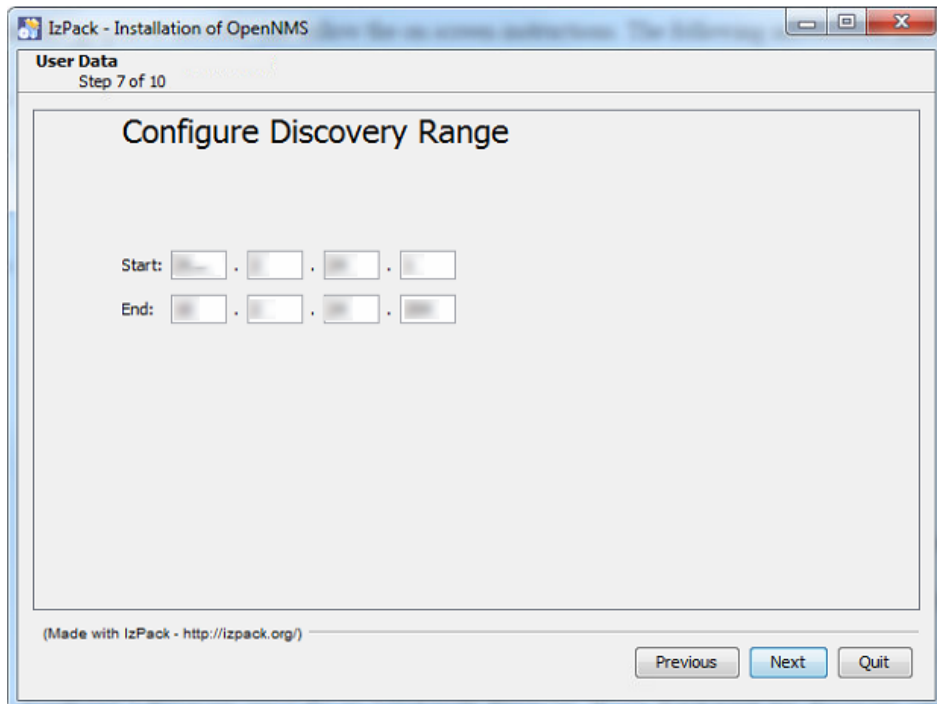 IzPack - Installation of OpenNMS
User Data
Step 7 of 10
Configure Discovery Range
Start: . . .
End: . . .
(Made with IzPack - http://izpack.org/)
Previous Next Quit